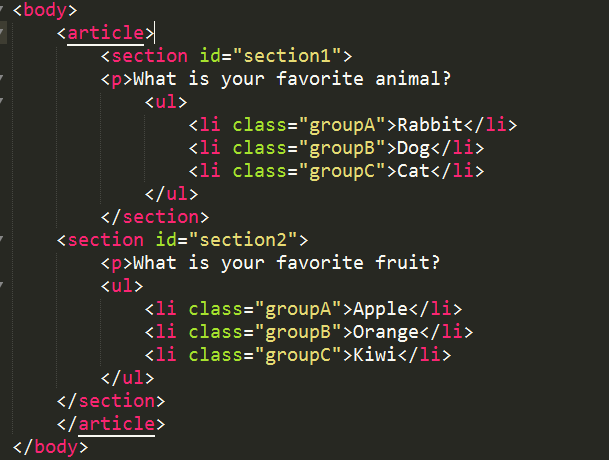 <body>
<article>
<section id="section1">
<p>What is your favorite animal?
<ul>
<li class="groupA">Rabbit</li>
<li class="groupB">Dog</li>
<li class="groupC">Cat</li>
</ul>
</section>
<section id="section2">
<p>What is your favorite fruit?
<ul>
<li class="groupA">Apple</li>
<li class="groupB">Orange</li>
<li class="groupC">Kiwi</li>
</ul>
</section>
</article>
</body>